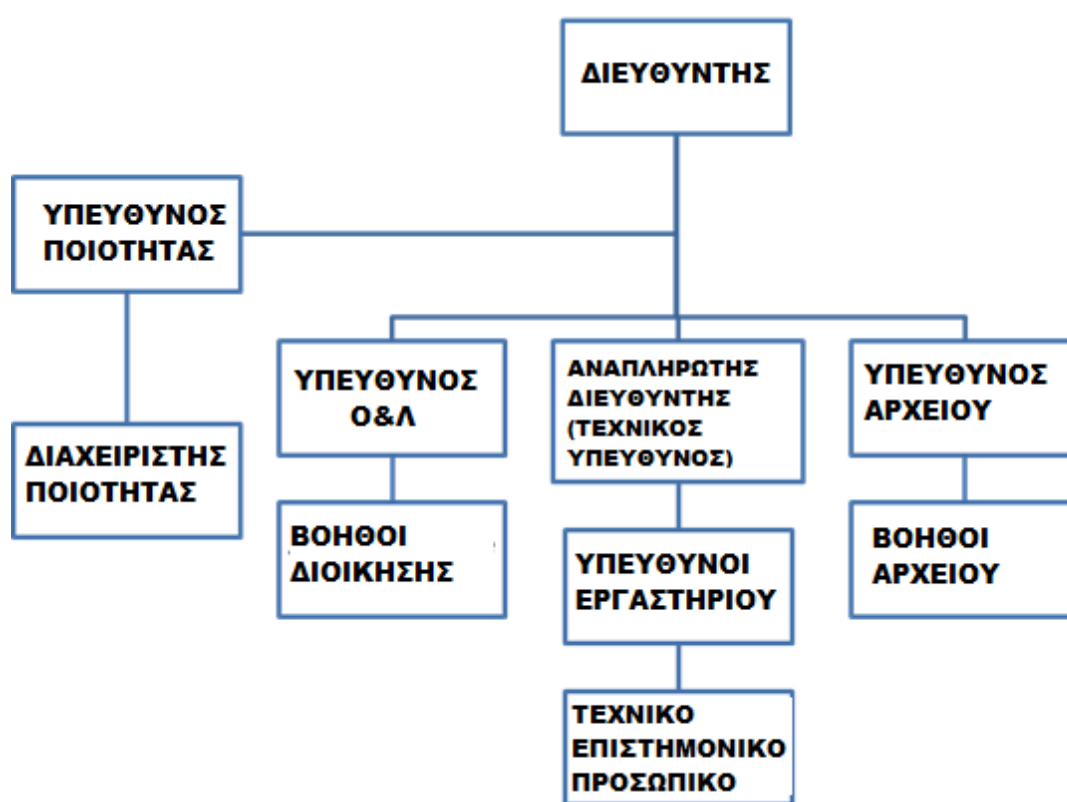 ΔΙΕΥΘΥΝΤΗΣ
ΥΠΕΥΘΥΝΟΣ
ΠΟΙΟΤΗΤΑΣ
ΔΙΑΧΕΙΡΙΣΤΗΣ
ΠΟΙΟΤΗΤΑΣ
ΥΠΕΥΘΥΝΟΣ
Ο&Λ
ΒΟΗΘΟΙ
ΔΙΟΙΚΗΣΗΣ
ΑΝΑΠΛΗΡΩΤΗΣ
ΔΙΕΥΘΥΝΤΗΣ
(ΤΕΧΝΙΚΟΣ
ΥΠΕΥΘΥΝΟΣ)
ΥΠΕΥΘΥΝΟΙ
ΕΡΓΑΣΤΗΡΙΟΥ
ΤΕΧΝΙΚΟ
ΕΠΙΣΤΗΜΟΝΙΚΟ
ΠΡΟΣΩΠΙΚΟ
ΥΠΕΥΘΥΝΟΣ
ΑΡΧΕΙΟΥ
ΒΟΗΘΟΙ
ΑΡΧΕΙΟΥ